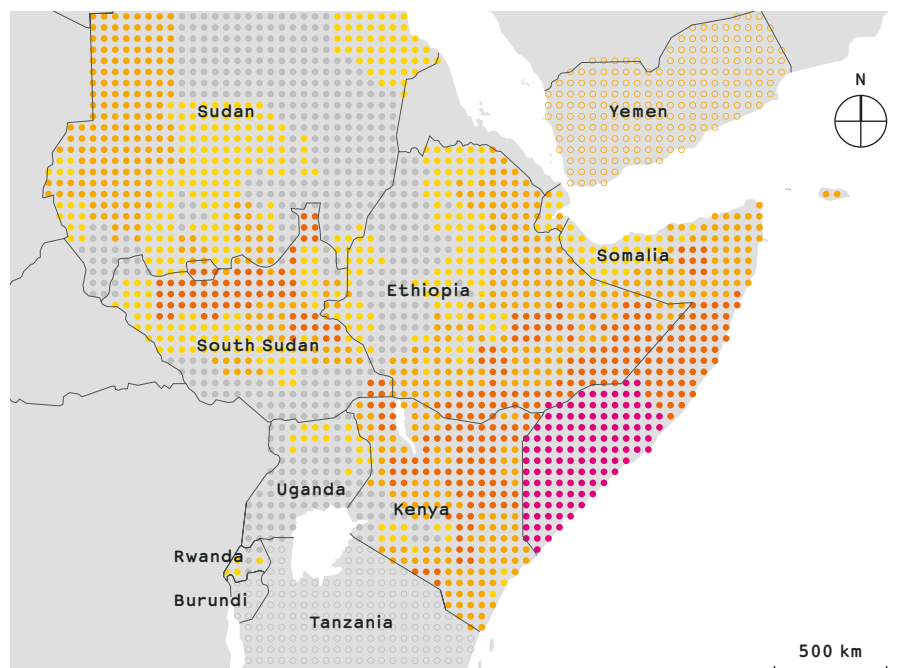 N
Sudan
Yemen
Somalia
Ethiopia
South Sudan
Uganda
Kenya
Rwanda
Burundi
Tanzania
500 km